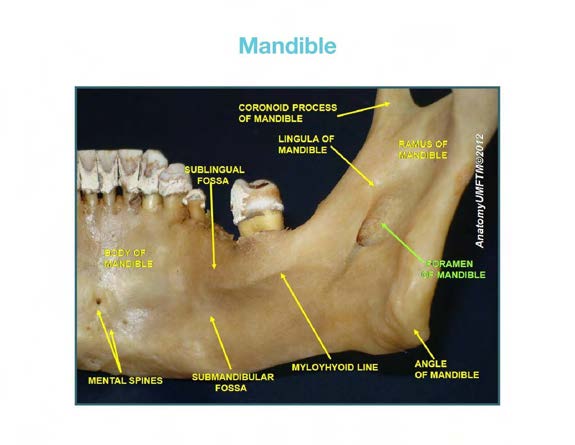 Mandible
CORONOID PROCESS
OF MANDIBLE
LINGULA OF
MANDIBLE
RAMUS OF
MANDIBLE
SUBLINGUAL
FOSSA
BODY OF
MANDIBLE
FORAMEN
OF MANDIBLE
MENTAL SPINES
SUBMANDIBULAR
FOSSA
MYLOYHYOID LINE
ANGLE
OF MANDIBLE
AnatomyUMFTM©2012